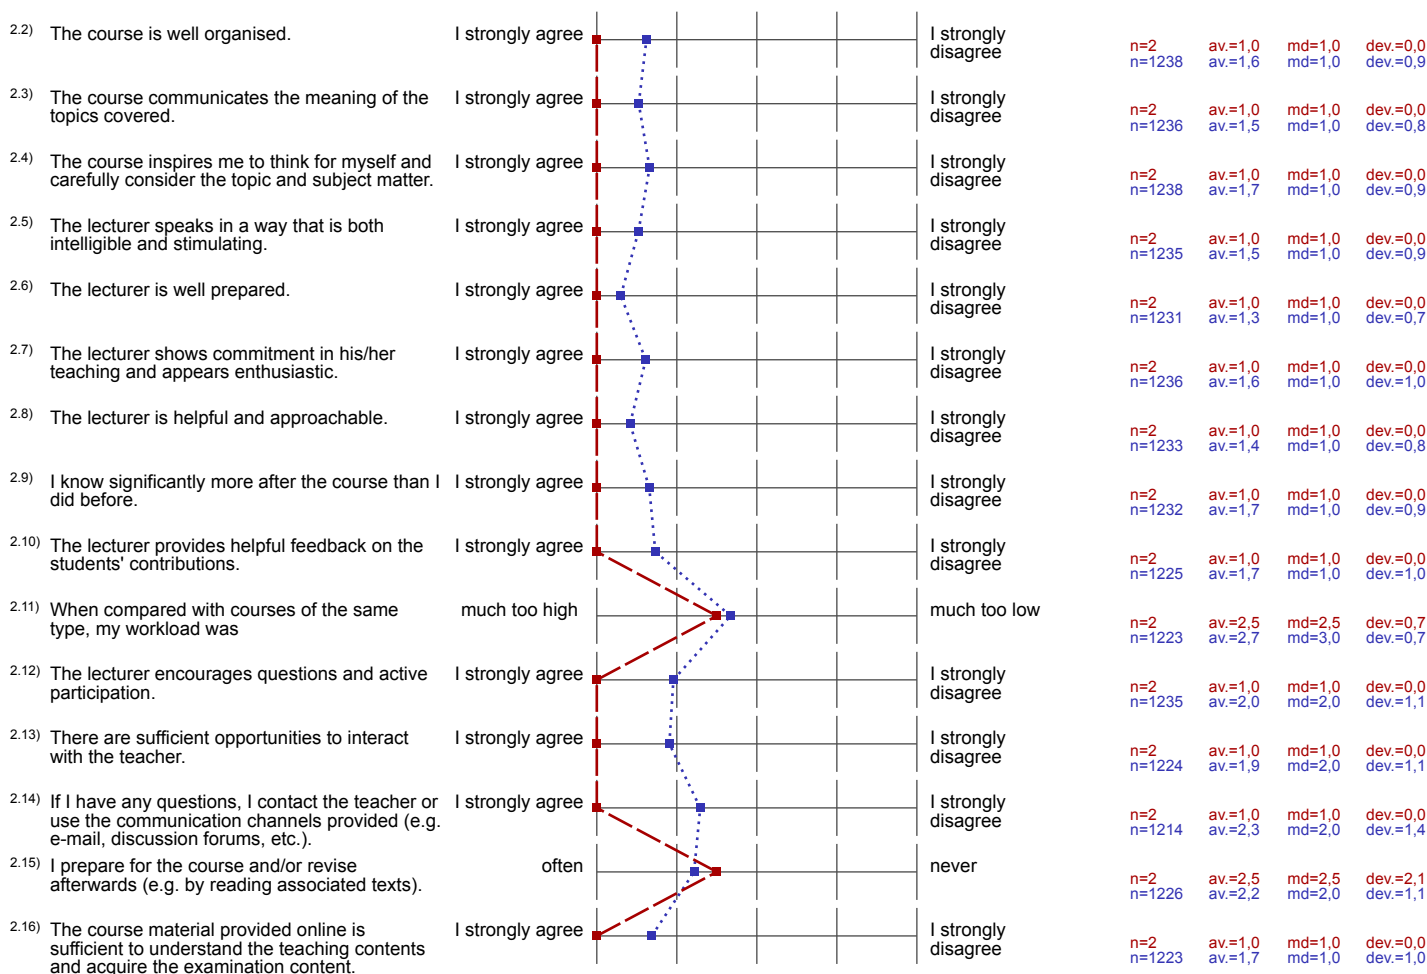 2.2) The course is well organised. I strongly agree I strongly
disagree
n=2 av.=1,0 md=1,0 dev.=0,0
n=1238 av.=1,6 md=1,0 dev.=0,9
2.3) The course communicates the meaning of the
topics covered. I strongly agree I strongly
disagree
n=2 av.=1,0 md=1,0 dev.=0,0
n=1236 av.=1,5 md=1,0 dev.=0,8
2.4) The course inspires me to think for myself and
carefully consider the topic and subject matter. I strongly agree I strongly
disagree
n=2 av.=1,0 md=1,0 dev.=0,0
n=1238 av.=1,7 md=1,0 dev.=0,9
2.5) The lecturer speaks in a way that is both
intelligible and stimulating. I strongly agree I strongly
disagree
n=2 av.=1,0 md=1,0 dev.=0,0
n=1235 av.=1,5 md=1,0 dev.=0,9
2.6) The lecturer is well prepared. I strongly agree I strongly
disagree
n=2 av.=1,0 md=1,0 dev.=0,0
n=1231 av.=1,3 md=1,0 dev.=0,7
2.7) The lecturer shows commitment in his/her
teaching and appears enthusiastic. I strongly agree I strongly
disagree
n=2 av.=1,0 md=1,0 dev.=0,0
n=1236 av.=1,6 md=1,0 dev.=1,0
2.8) The lecturer is helpful and approachable. I strongly agree I strongly
disagree
n=2 av.=1,0 md=1,0 dev.=0,0
n=1233 av.=1,4 md=1,0 dev.=0,8
2.9) I know significantly more after the course than I
did before. I strongly agree I strongly
disagree
n=2 av.=1,0 md=1,0 dev.=0,0
n=1232 av.=1,7 md=1,0 dev.=0,9
2.10) The lecturer provides helpful feedback on the
students' contributions. I strongly agree I strongly
disagree
n=2 av.=1,0 md=1,0 dev.=0,0
n=1225 av.=1,7 md=1,0 dev.=1,0
2.11) When compared with courses of the same
type, my workload was much too high much too low
n=2 av.=2,5 md=2,5 dev.=0,7
n=1223 av.=2,7 md=3,0 dev.=0,7
2.12) The lecturer encourages questions and active
participation. I strongly agree I strongly
disagree
n=2 av.=1,0 md=1,0 dev.=0,0
n=1235 av.=2,0 md=2,0 dev.=1,1
2.13) There are sufficient opportunities to interact
with the teacher. I strongly agree I strongly
disagree
n=2 av.=1,0 md=1,0 dev.=0,0
n=1224 av.=1,9 md=2,0 dev.=1,1
2.14) If I have any questions, I contact the teacher or
use the communication channels provided (e.g.
e-mail, discussion forums, etc.). I strongly agree I strongly
disagree
n=2 av.=1,0 md=1,0 dev.=0,0
n=1214 av.=2,3 md=2,0 dev.=1,4
2.15) I prepare for the course and/or revise
afterwards (e.g. by reading associated texts). often never
n=2 av.=2,5 md=2,5 dev.=2,1
n=1226 av.=2,2 md=2,0 dev.=1,1
2.16) The course material provided online is
sufficient to understand the teaching contents
and acquire the examination content. I strongly agree I strongly
disagree
n=2 av.=1,0 md=1,0 dev.=0,0
n=1223 av.=1,7 md=1,0 dev.=1,0